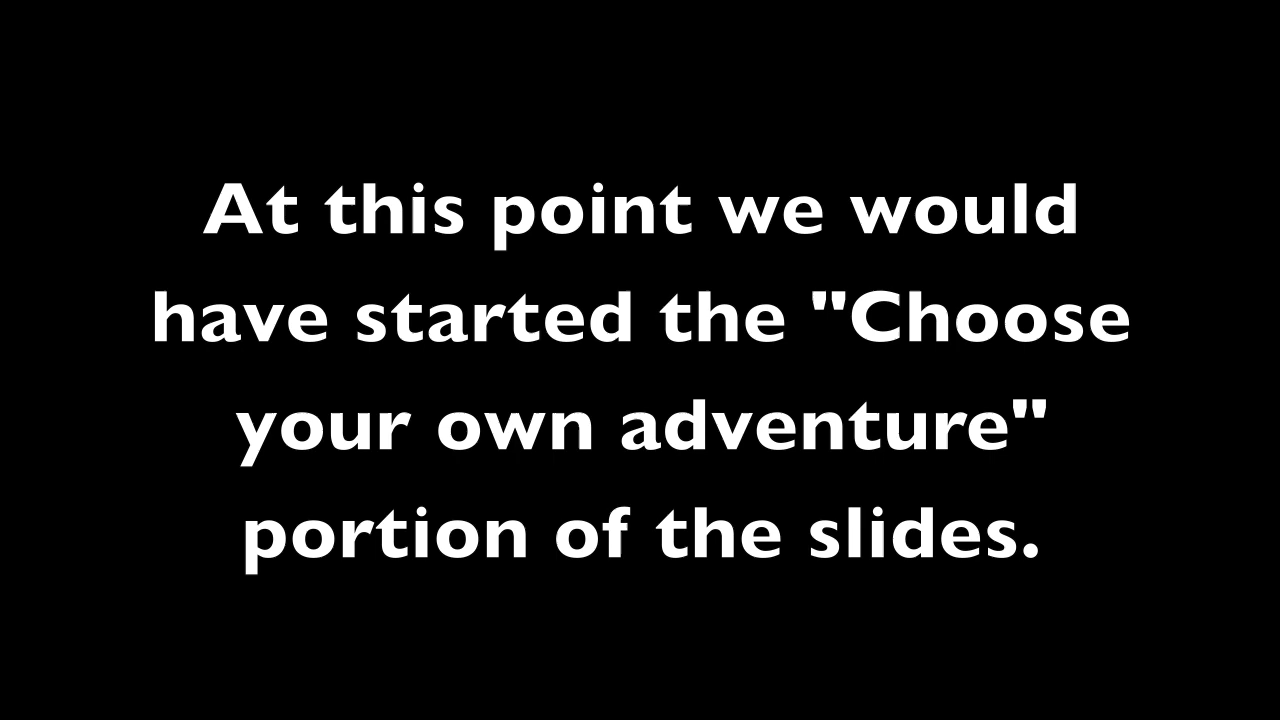 At this point we would
have started the "Choose
your own adventure"
portion of the slides.